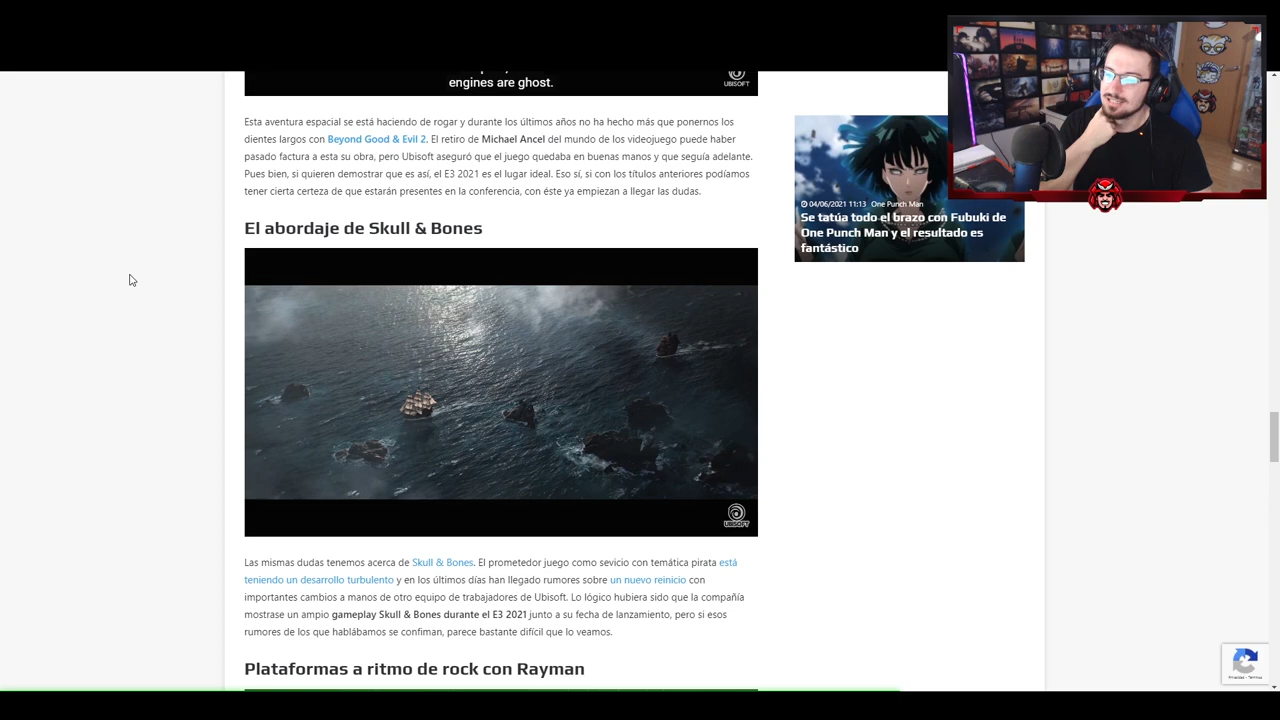 engines are ghost.
UBISOFT
Esta aventura espacial se está haciendo de rogar y durante los últimos años no ha hecho más que ponernos los
dientes largos con Beyond Good & Evil 2. El retiro de Michael Ancel del mundo de los videojuego puede haber
pasado factura a esta su obra, pero Ubisoft aseguró que el juego quedaba en buenas manos y que seguía adelante.
Pues bien, si quieren demostrar que es así, el E3 2021 es el lugar ideal. Eso sí, si con los títulos anteriores podíamos
tener cierta certeza de que estarán presentes en la conferencia, con éste ya empiezan a llegar las dudas.
El abordaje de Skull & Bones
UBISOFT
Las mismas dudas tenemos acerca de Skull & Bones. El prometedor juego como sevicio con temática pirata está
teniendo un desarrollo turbulento y en los últimos días han llegado rumores sobre un nuevo reinicio con
importantes cambios a manos de otro equipo de trabajadores de Ubisoft. Lo lógico hubiera sido que la compañía
mostrase un ampio gameplay Skull & Bones durante el E3 2021 junto a su fecha de lanzamiento, pero si esos
rumores de los que hablábamos se confiman, parece bastante difícil que lo veamos.
Plataformas a ritmo de rock con Rayman
04/06/2021 11:13 One Punch Man
Se tatúa todo el brazo con Fubuki de
One Punch Man y el resultado es
fantástico
Privacidad - Términos